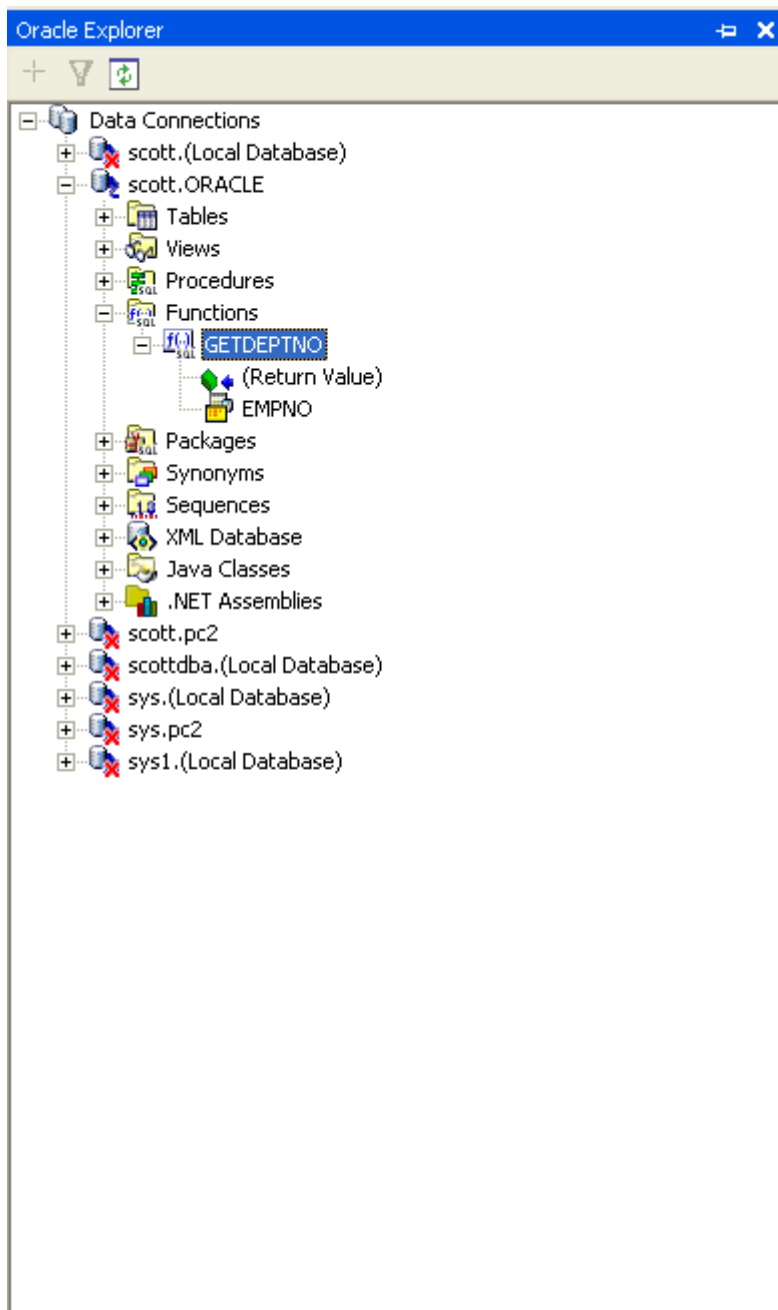 Oracle Explorer
Data Connections
scott.(Local Database)
scott.ORACLE
Tables
Views
Procedures
Functions
GETDEPTNO
(Return Value)
EMPNO
Packages
Synonyms
Sequences
XML Database
Java Classes
.NET Assemblies
scott.pc2
scottdba.(Local Database)
sys.(Local Database)
sys.pc2
sys1.(Local Database)